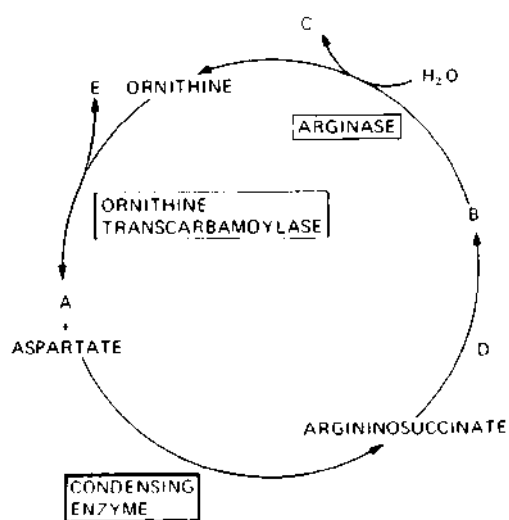 C
H₂O
E ORNITHINE
ARGINASE
ORNITHINE
TRANSCARBAMOYLASE
B
A
+
ASPARTATE
D
ARGININOSUCCINATE
CONDENSING
ENZYME